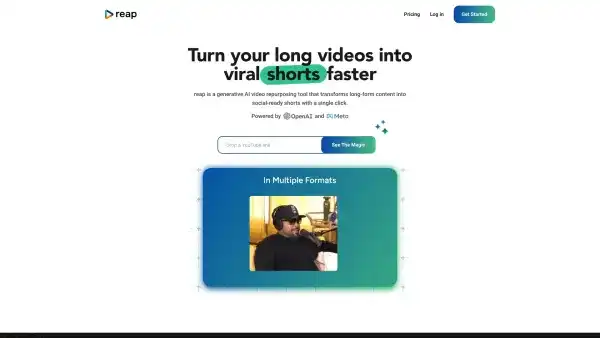 reap
Pricing
Log in
Get Started
Turn your long videos into
viral shorts faster
reap is a generative AI video repurposing tool that transforms long-form content into
social-ready shorts with a single click.
Powered by OpenAI and Meta
Drop a YouTube link
See The Magic
In Multiple Formats